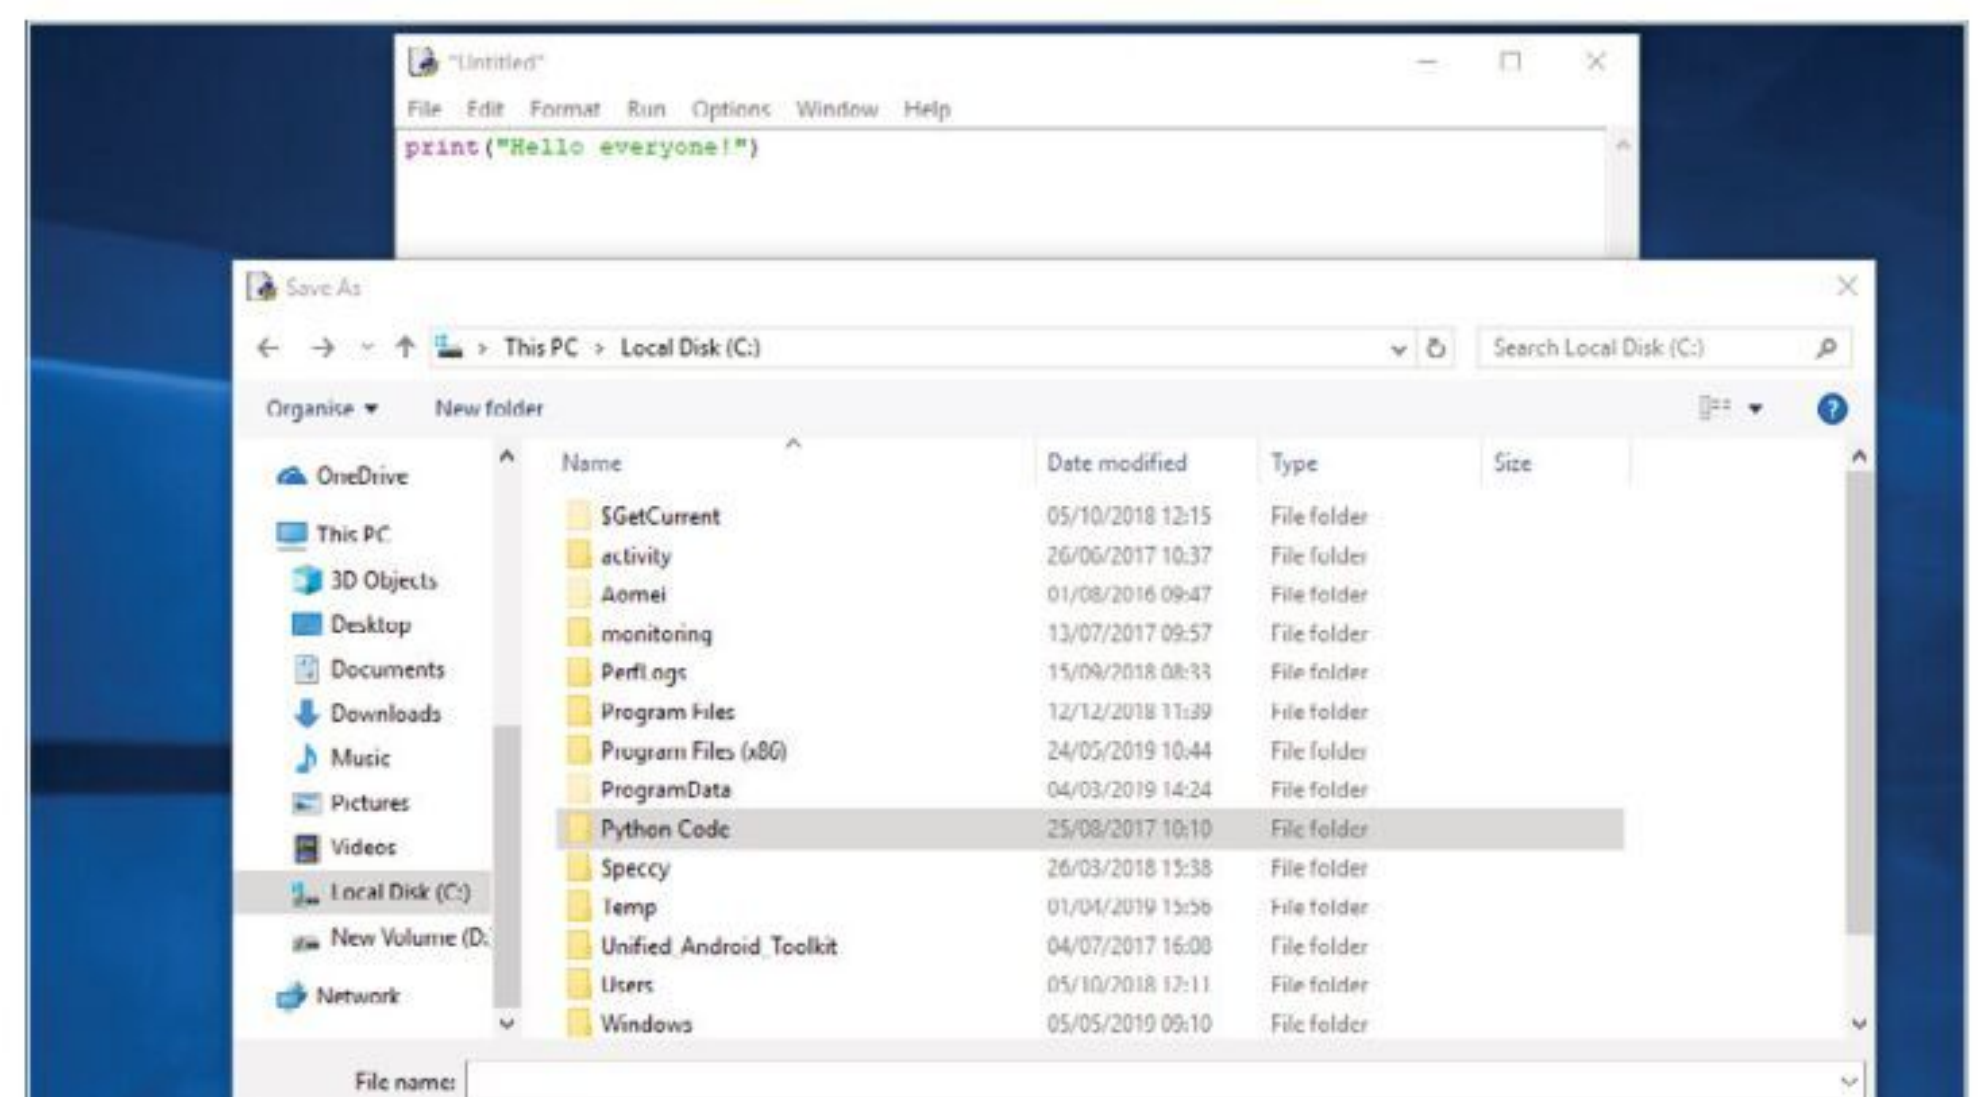 "Untitled"
File Edit Format Run Options Window Help
print("Hello everyone!")
Save As
This PC > Local Disk (C:)
Search Local Disk (C:)
Organise
New folder
Name Date modified Type Size
OneDrive
This PC
3D Objects
Desktop
Documents
Downloads
Music
Pictures
Videos
Local Disk (C:)
New Volume (D:
Network
$GetCurrent 05/10/2018 12:15 File folder
activity 26/06/2017 10:37 File folder
Aomei 01/08/2016 09:47 File folder
monitoring 13/07/2017 09:57 File folder
PerfLogs 15/09/2018 08:33 File folder
Program Files 12/12/2018 11:39 File folder
Program Files (x86) 24/05/2019 10:44 File folder
ProgramData 04/03/2019 14:24 File folder
Python Code 25/08/2017 10:10 File folder
Speccy 26/03/2018 15:38 File folder
Temp 01/04/2019 15:56 File folder
Unified_Android_Toolkit 04/07/2017 16:08 File folder
Users 05/10/2018 12:11 File folder
Windows 05/05/2019 09:10 File folder
File name: